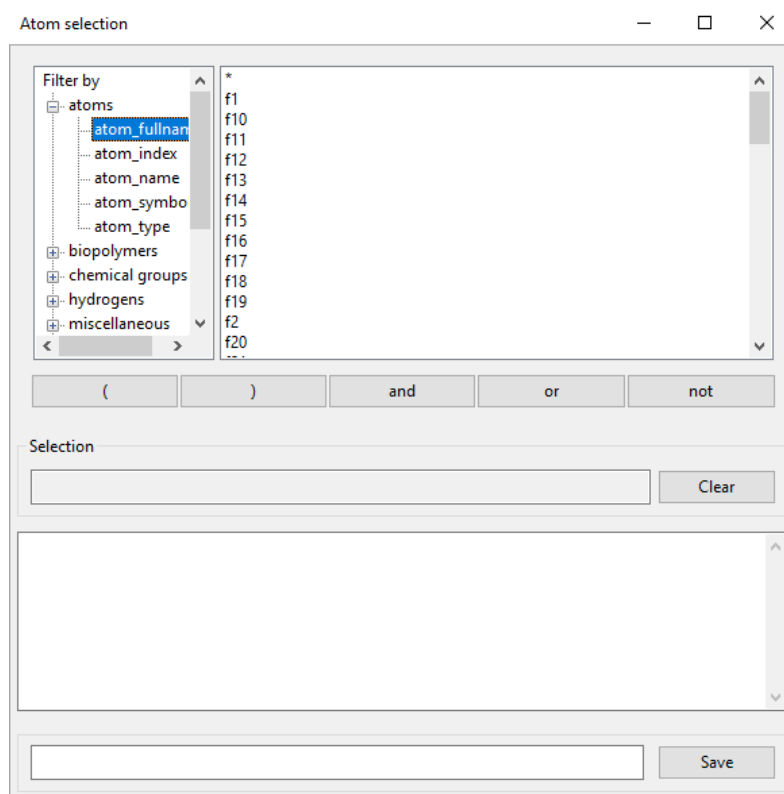 Atom selection
Filter by
atoms
atom_fullnan
atom_index
atom_name
atom_symbo
atom_type
biopolymers
chemical groups
hydrogens
miscellaneous
*
f1
f10
f11
f12
f13
f14
f15
f16
f17
f18
f19
f2
f20
( ) and or not
Selection
Clear
Save